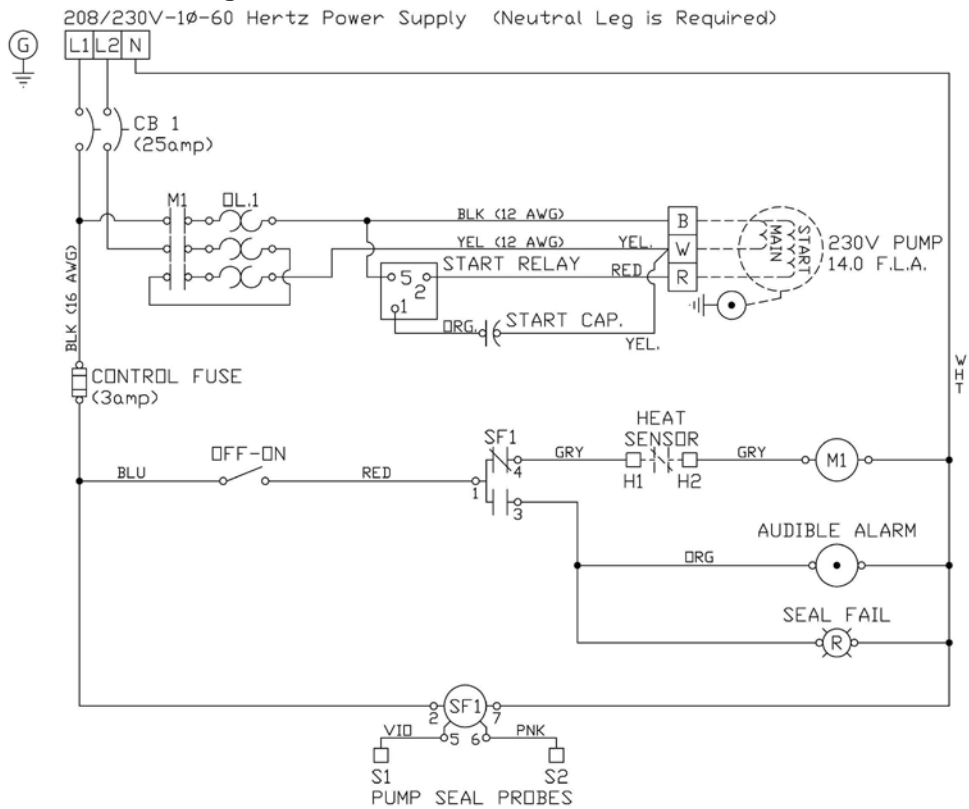 208/230V-1Ø-60 Hertz Power Supply (Neutral Leg is Required)
G
L1 L2 N
CB 1
(25amp)
M1 OL.1
BLK (12 AWG)
B
YEL (12 AWG) YEL.
W
START RELAY RED
R
MAIN
START
230V PUMP
14.0 F.L.A.
5
2
1
ORG. START CAP.
YEL.
BLK (16 AWG)
WHT
CONTROL FUSE
(3amp)
HEAT
SENSOR
OFF-ON
SF1
GRY GRY
M1
4
H1 H2
BLU RED
1
3
AUDIBLE ALARM
ORG
SEAL FAIL
R
SF1
2 7
VIO 5 6 PNK
S1 S2
PUMP SEAL PROBES